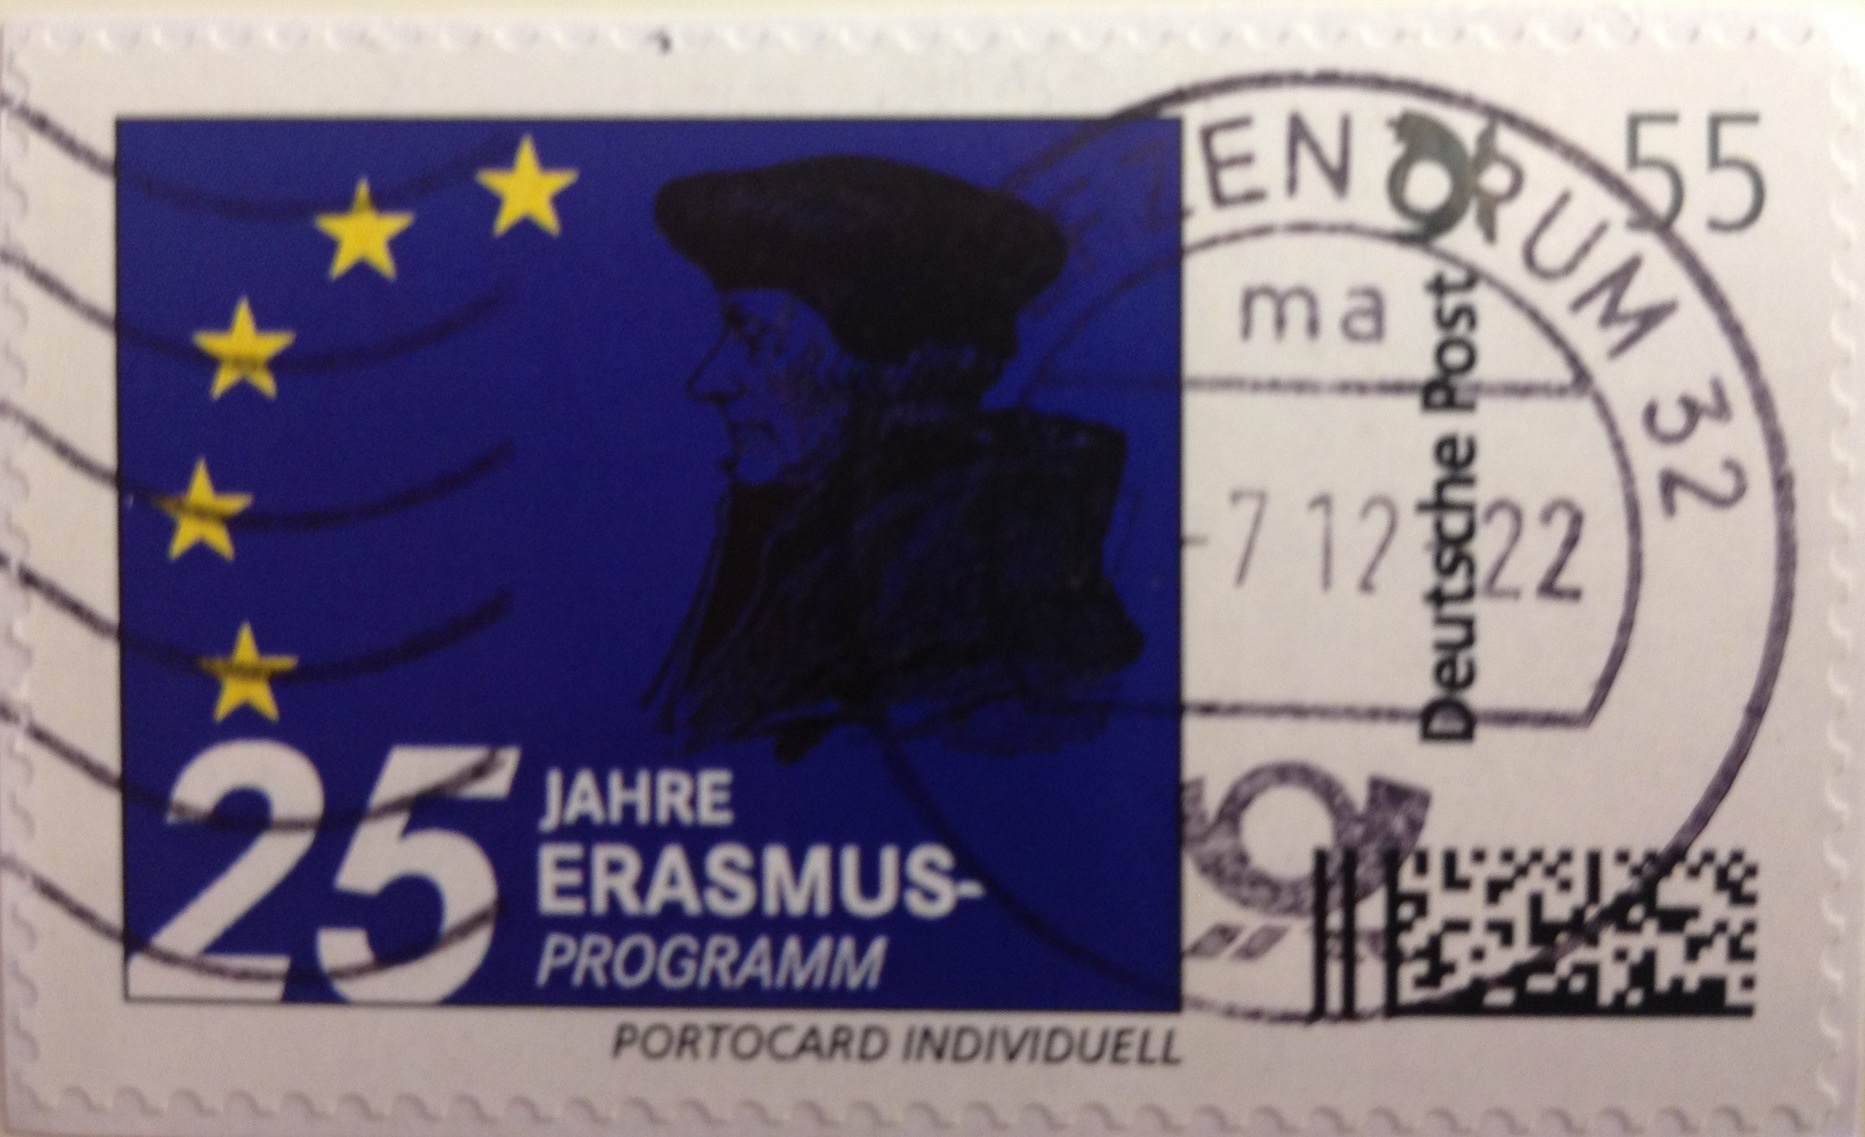 25 JAHRE
ERASMUS-
PROGRAMM
PORTOCARD INDIVIDUELL
55
Deutsche Post
ZENTRUM 32
ma
-7 12 22